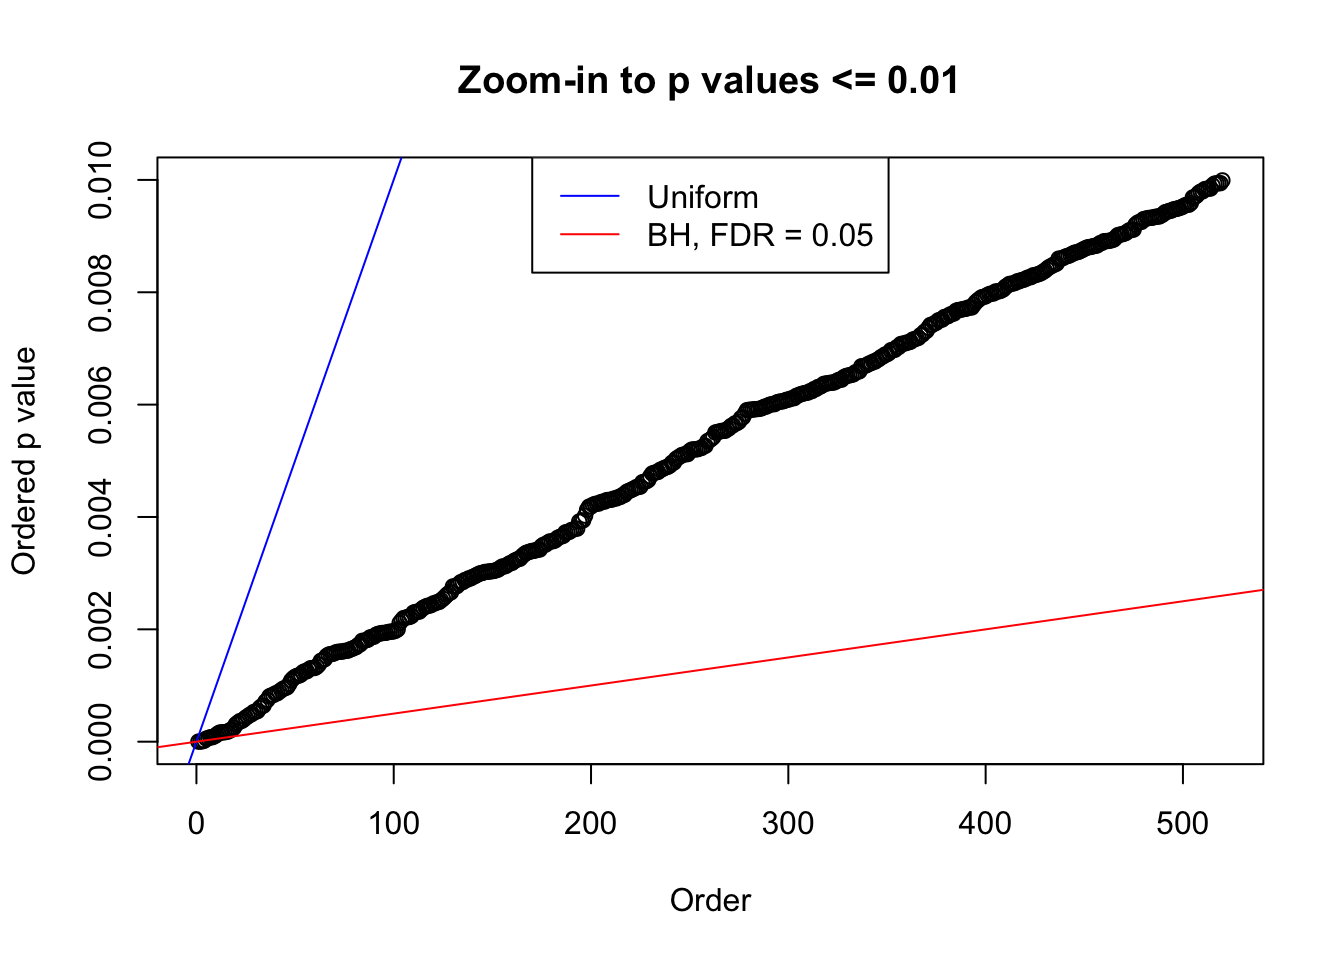 Zoom-in to p values <= 0.01
Uniform
BH, FDR = 0.05
Ordered p value
0.010
0.008
0.006
0.004
0.002
0.000
0 100 200 300 400 500
Order